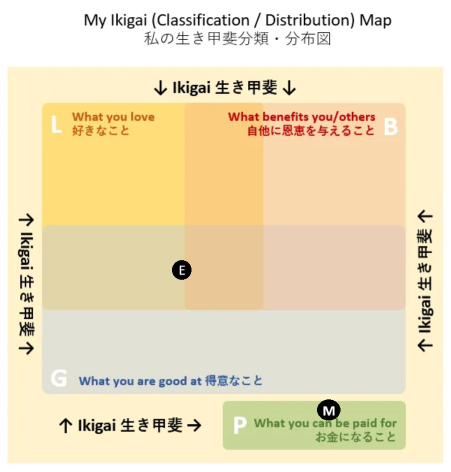 My Ikigai (Classification / Distribution) Map
私の生き甲斐分類・分布図
↓ Ikigai 生き甲斐 ↓
L
What you love
好きなこと
What benefits you/others
自他に恩恵を与えること
B
← Ikigai 生き甲斐 →
← Ikigai 生き甲斐 →
E
G
What you are good at 得意なこと
↑ Ikigai 生き甲斐 →
M
P
What you can be paid for
お金になること